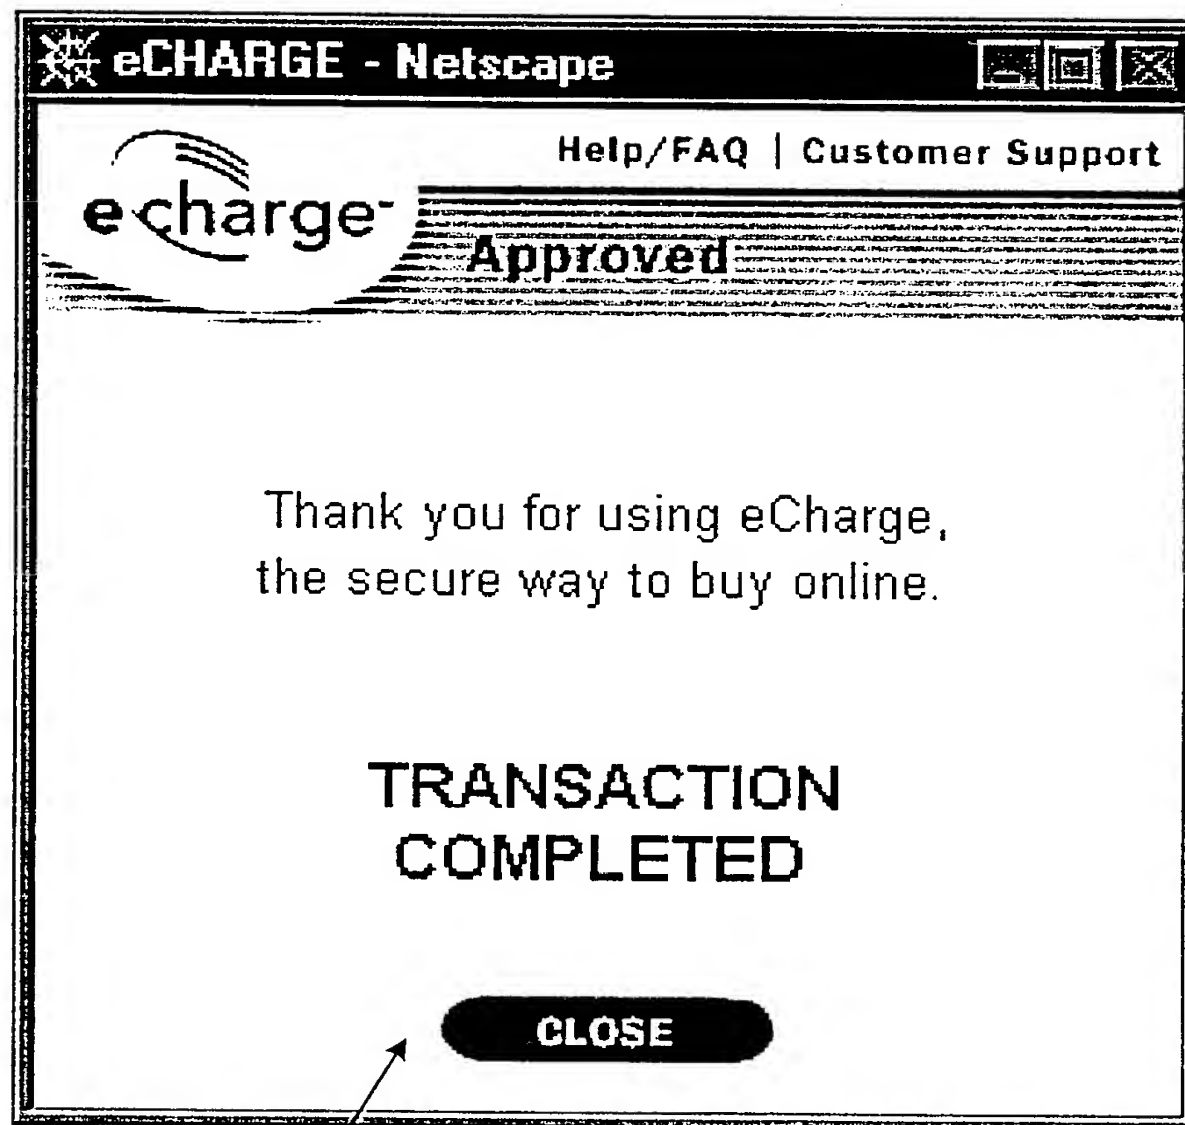 eCHARGE - Netscape
Help/FAQ | Customer Support
echarge
Approved
Thank you for using eCharge,
the secure way to buy online.
TRANSACTION
COMPLETED
CLOSE